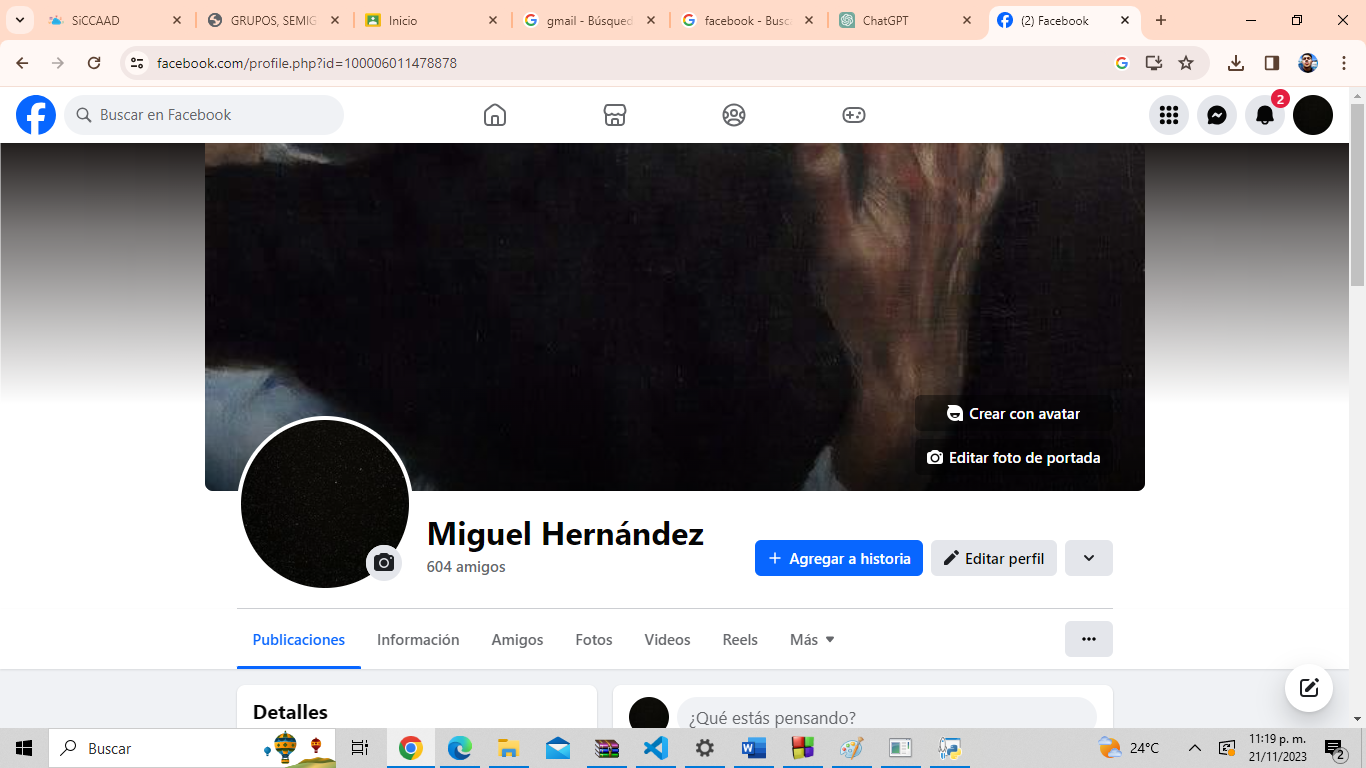 SiCCAAD
GRUPOS, SEMIG
Inicio
gmail - Búsqued
facebook - Busc
ChatGPT
(2) Facebook
facebook.com/profile.php?id=100006011478878
Buscar en Facebook
2
Crear con avatar
Editar foto de portada
Miguel Hernández
604 amigos
Agregar a historia
Editar perfil
Publicaciones
Información
Amigos
Fotos
Videos
Reels
Más
Detalles
¿Qué estás pensando?
Buscar
24°C
11:19 p. m.
21/11/2023
2